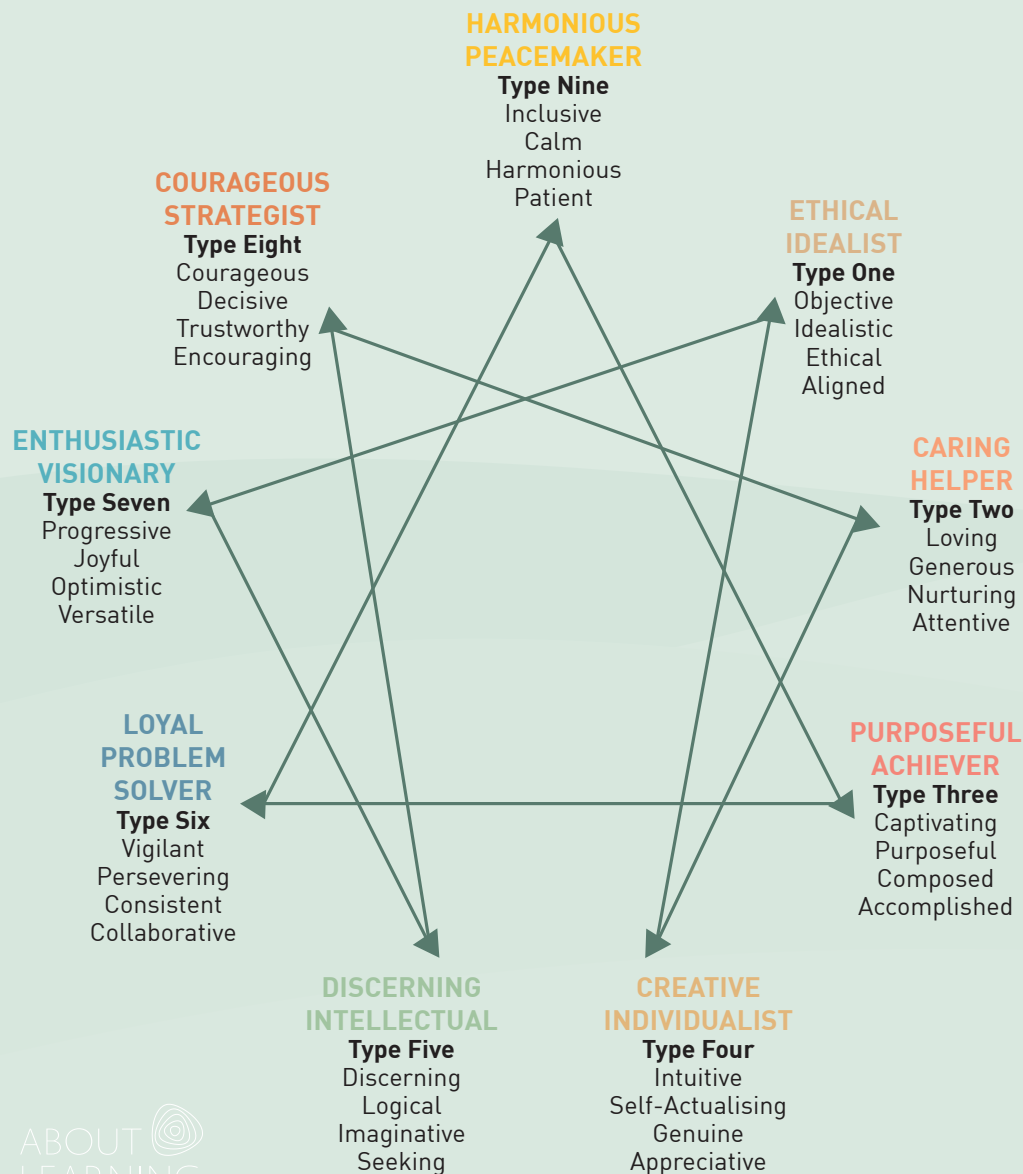 HARMONIOUS
PEACEMAKER
Type Nine
Inclusive
Calm
Harmonious
Patient
COURAGEOUS
STRATEGIST
Type Eight
Courageous
Decisive
Trustworthy
Encouraging
ETHICAL
IDEALIST
Type One
Objective
Idealistic
Ethical
Aligned
ENTHUSIASTIC
VISIONARY
Type Seven
Progressive
Joyful
Optimistic
Versatile
CARING
HELPER
Type Two
Loving
Generous
Nurturing
Attentive
LOYAL
PROBLEM
SOLVER
Type Six
Vigilant
Persevering
Consistent
Collaborative
PURPOSEFUL
ACHIEVER
Type Three
Captivating
Purposeful
Composed
Accomplished
DISCERNING
INTELLECTUAL
Type Five
Discerning
Logical
Imaginative
Seeking
CREATIVE
INDIVIDUALIST
Type Four
Intuitive
Self-Actualising
Genuine
Appreciative
ABOUT
LEARNING